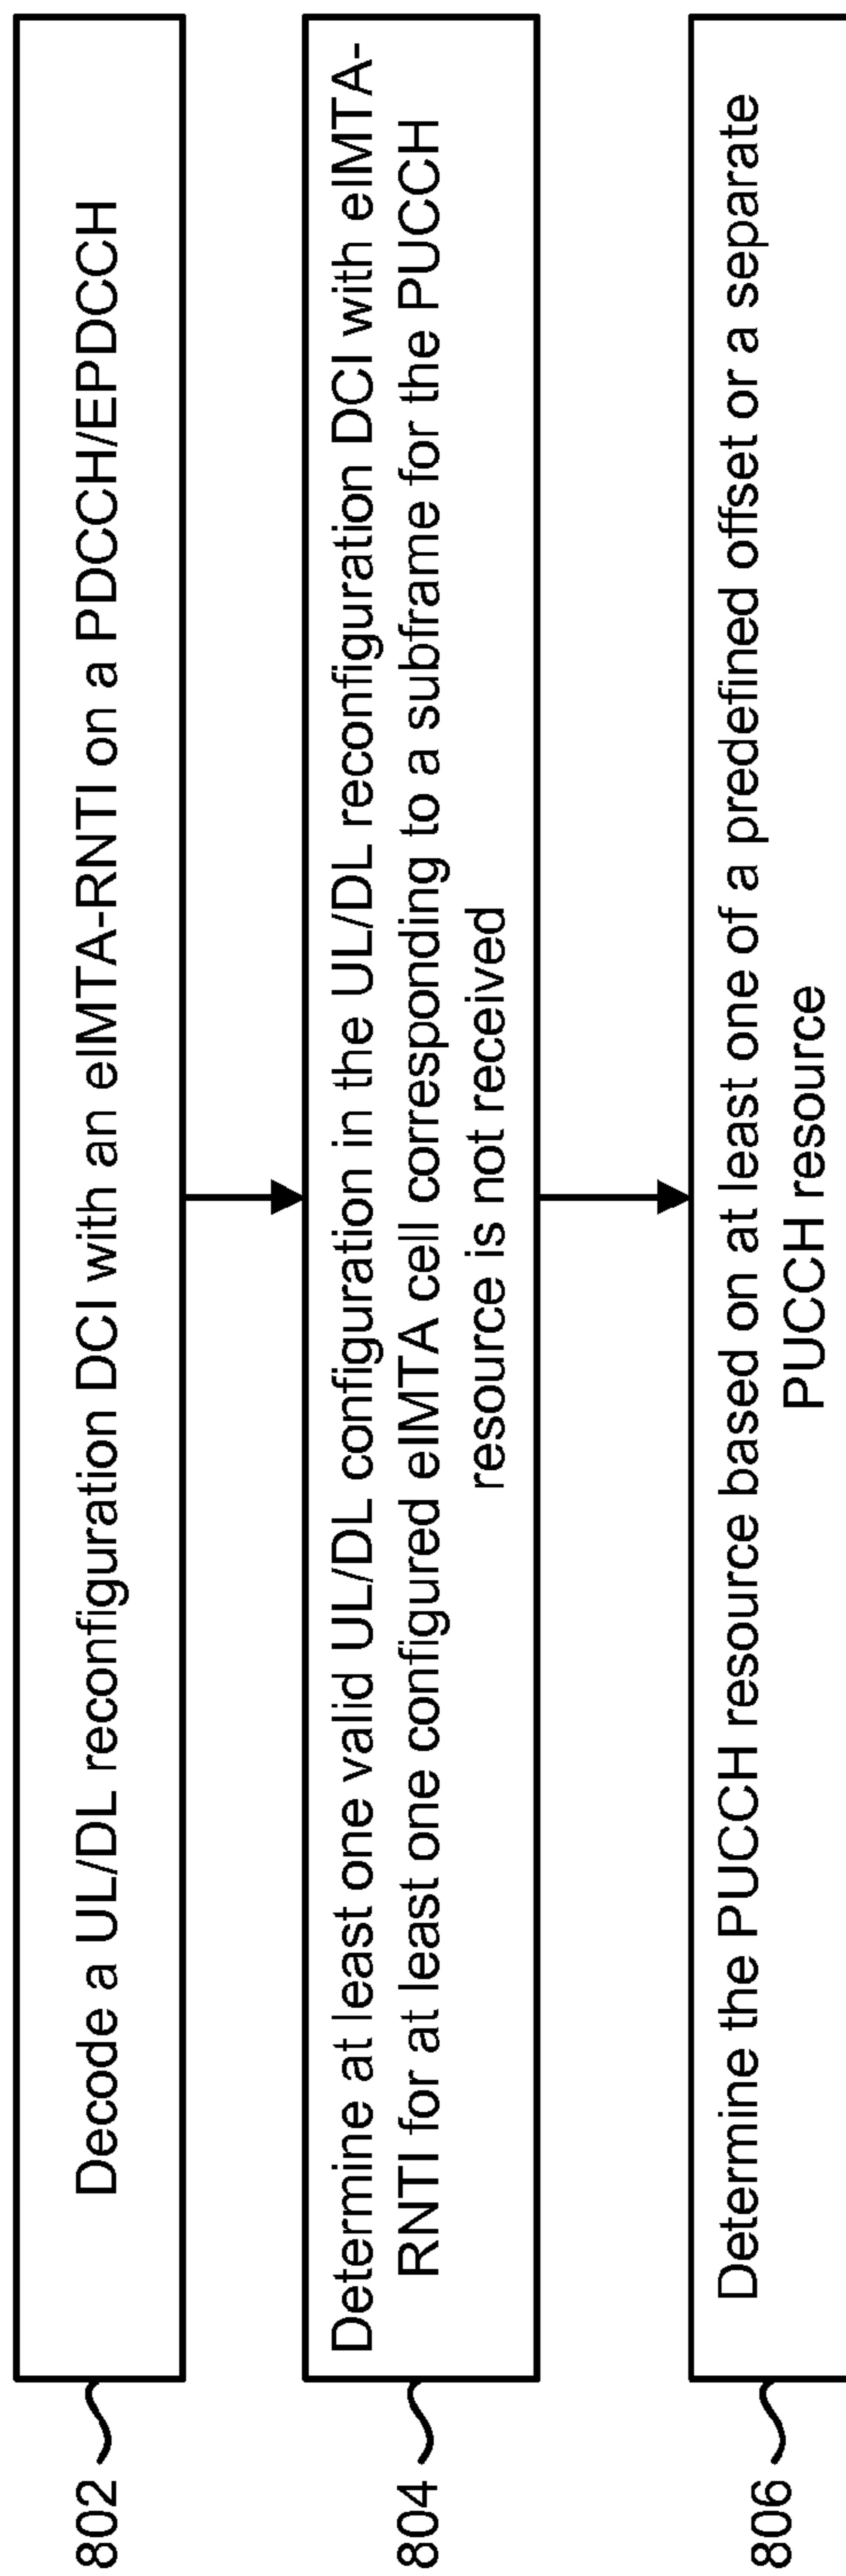 802
Decode a UL/DL reconfiguration DCI with an eIMTA-RNTI on a PDCCH/EPDCCH
804
Determine at least one valid UL/DL configuration in the UL/DL reconfiguration DCI with eIMTA-
RNTI for at least one configured eIMTA cell corresponding to a subframe for the PUCCH
resource is not received
806
Determine the PUCCH resource based on at least one of a predefined offset or a separate
PUCCH resource